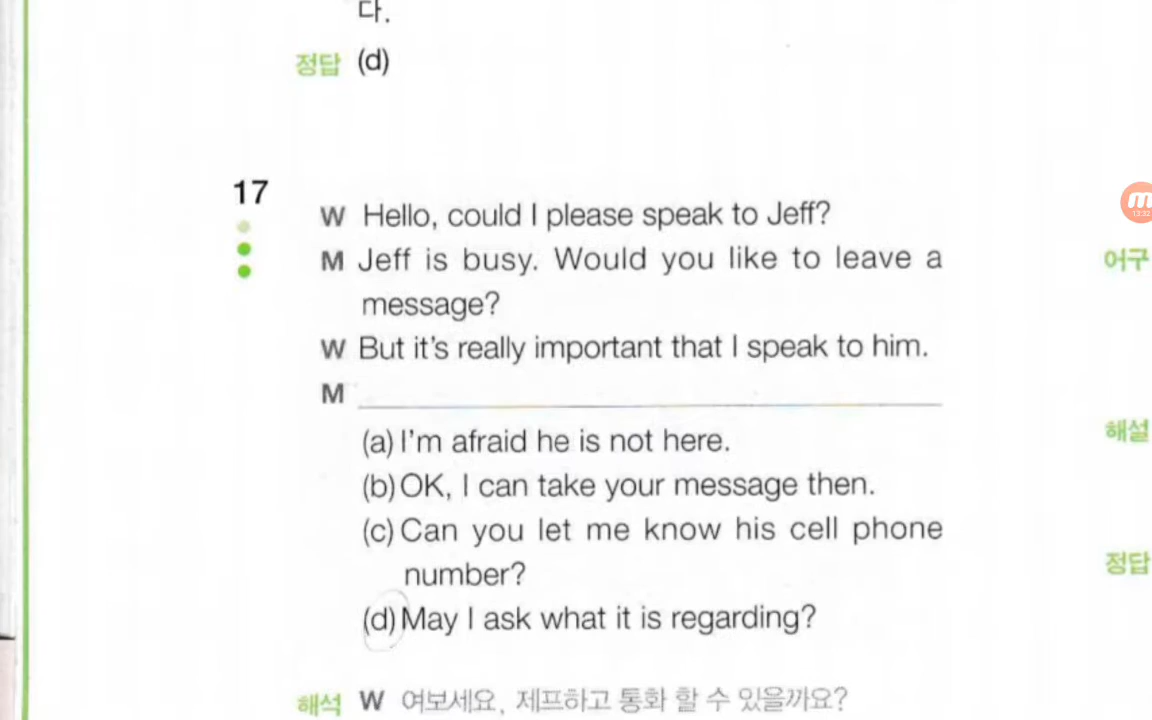 다.
정답 (d)
17
W Hello, could I please speak to Jeff?
M Jeff is busy. Would you like to leave a
message?
W But it's really important that I speak to him.
M
(a) I'm afraid he is not here.
(b) OK, I can take your message then.
(c) Can you let me know his cell phone
number?
(d) May I ask what it is regarding?
해석 W 여보세요, 제프하고 통화 할 수 있을까요?
어구
해설
정답
m